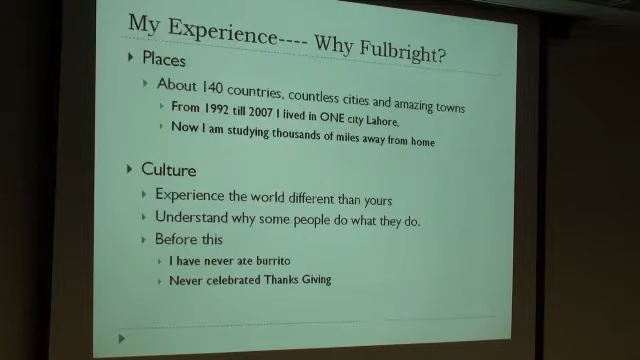 My Experience---- Why Fulbright?
Places
About 140 countries, countless cities and amazing towns
From 1992 till 2007 I lived in ONE city Lahore,
Now I am studying thousands of miles away from home
Culture
Experience the world different than yours
Understand why some people do what they do.
Before this
I have never ate burrito
Never celebrated Thanks Giving